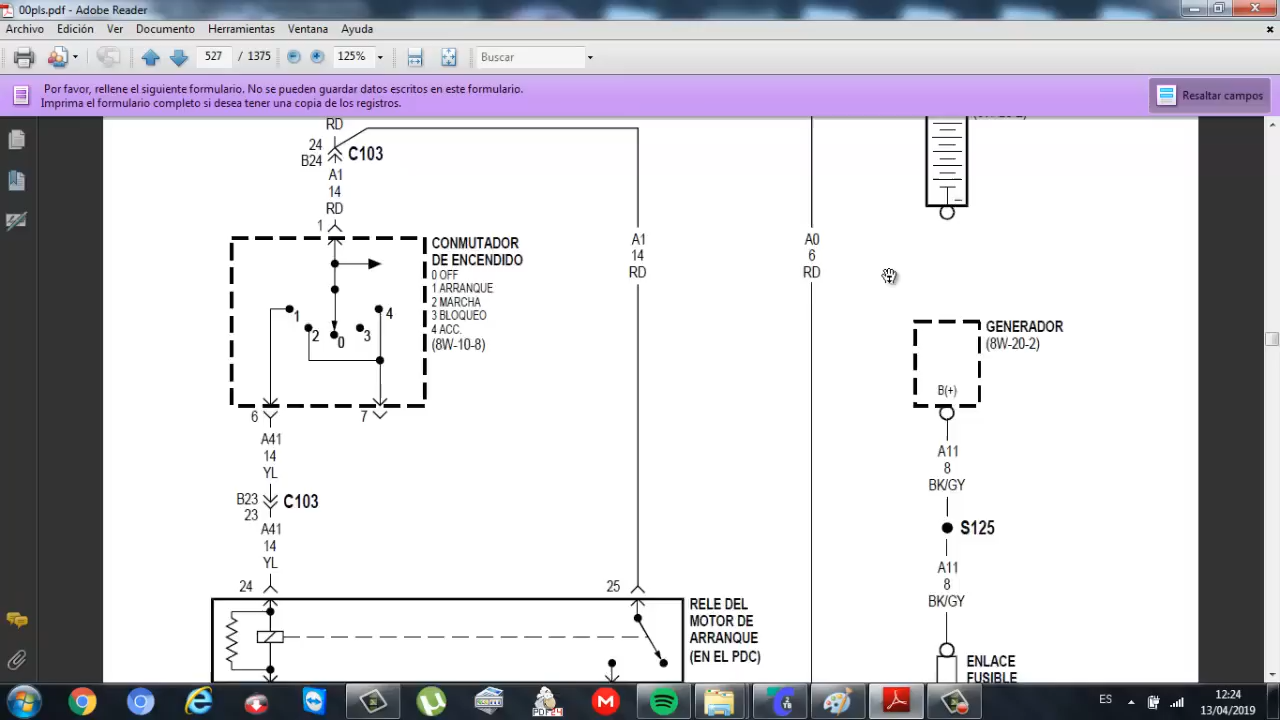 00pls.pdf - Adobe Reader
Archivo Edición Ver Documento Herramientas Ventana Ayuda
527 / 1375 125% Buscar
Por favor, rellene el siguiente formulario. No se pueden guardar datos escritos en este formulario.
Imprima el formulario completo si desea tener una copia de los registros.
Resaltar campos
RD
24
B24
C103
A1
14
RD
1
CONMUTADOR
DE ENCENDIDO
0 OFF
1 ARRANQUE
2 MARCHA
3 BLOQUEO
4 ACC.
(8W-10-8)
1
2
0
3
4
6
7
A41
14
YL
B23
23
C103
A41
14
YL
24
A1
14
RD
25
RELE DEL
MOTOR DE
ARRANQUE
(EN EL PDC)
A0
6
RD
GENERADOR
(8W-20-2)
B(+)
A11
8
BK/GY
S125
A11
8
BK/GY
ENLACE
FUSIBLE
ES
12:24
13/04/2019